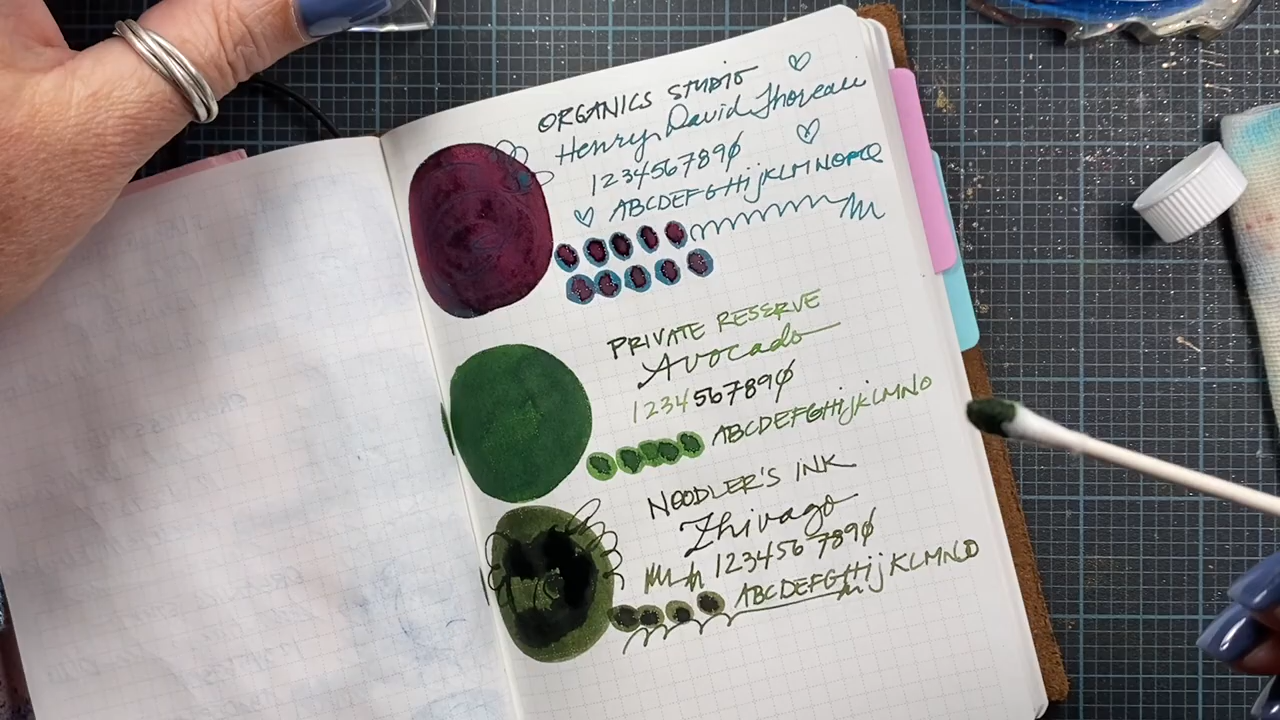 ORGANICS STUDIO
Henry David Thoreau
1234567890
ABCDEFGHijKLMNOPQ
PRIVATE RESERVE
Avocado
1234567890
ABCDEFGHijKLMNO
NOODLER'S INK
Zhivago
1234567890
ABCDEFGHijKLMNO